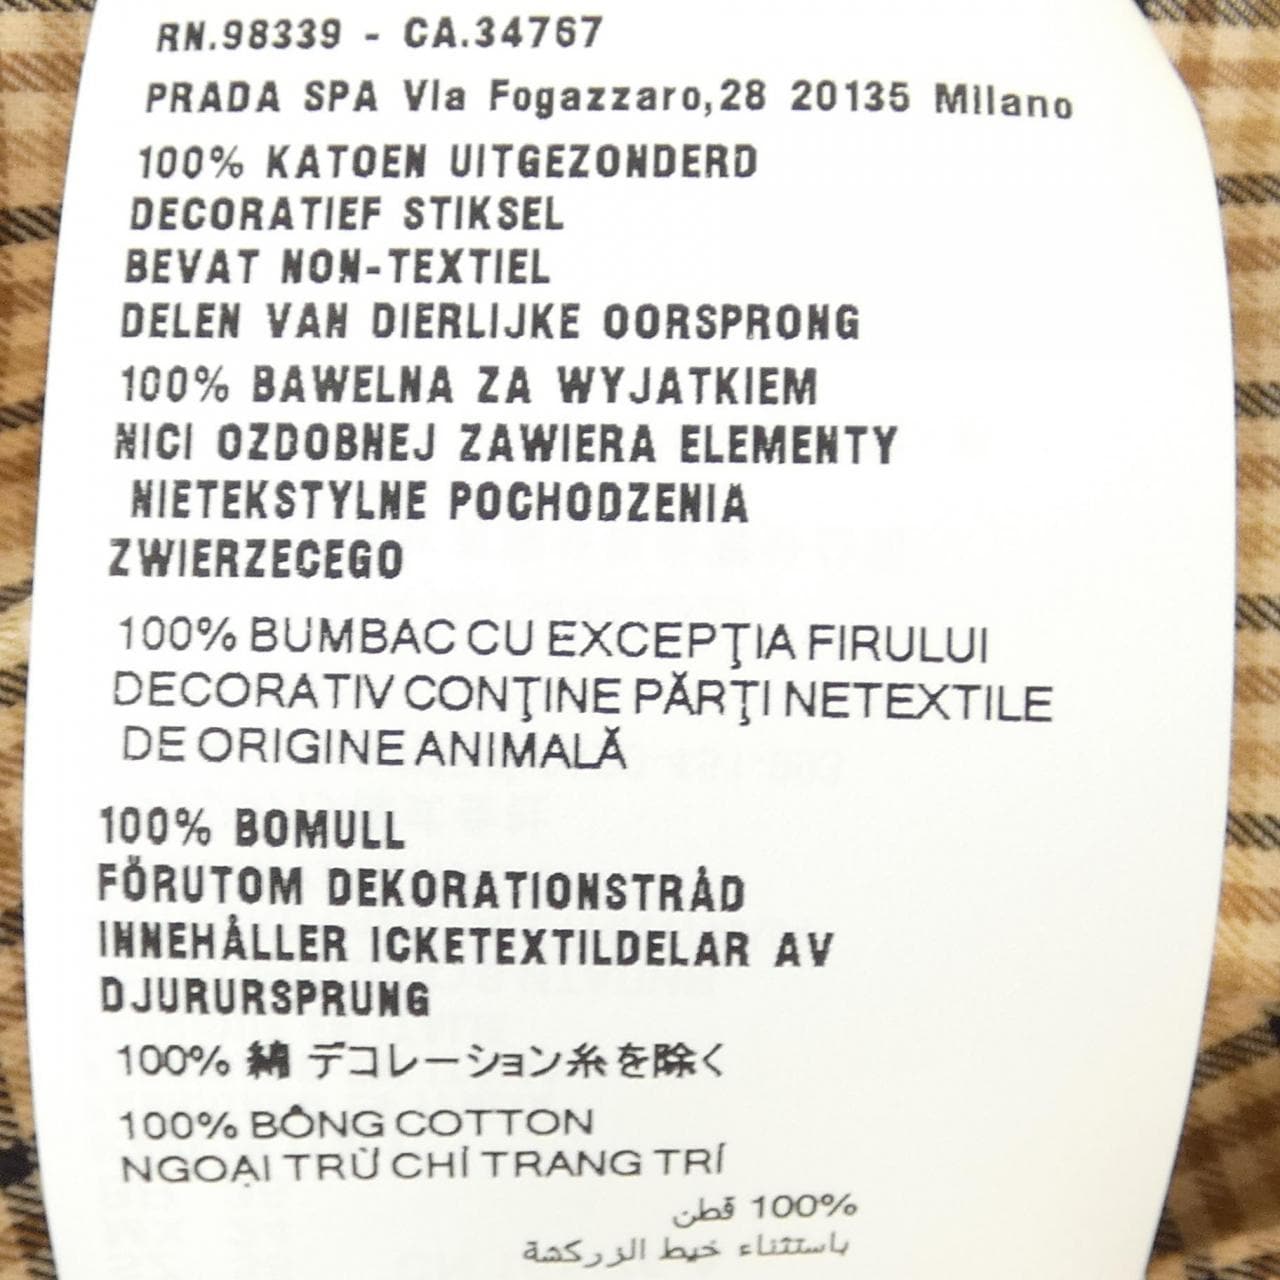 RN.98339 - CA.34767
PRADA SPA Via Fogazzaro,28 20135 Milano
100% KATOEN UITGEZONDERD
DECORATIEF STIKSEL
BEVAT NON-TEXTIEL
DELEN VAN DIERLIJKE OORSPRONG
100% BAWELNA ZA WYJATKIEM
NICI OZDOBNEJ ZAWIERA ELEMENTY
NIETEKSTYLNE POCHODZENIA
ZWIERZECEGO
100% BUMBAC CU EXCEPŢIA FIRULUI
DECORATIV CONŢINE PĂRŢI NETEXTILE
DE ORIGINE ANIMALĂ
100% BOMULL
FÖRUTOM DEKORATIONSTRÅD
INNEHÅLLER ICKETEXTILDELAR AV
DJURURSPRUNG
100% 綿 デコレーション糸を除く
100% BÔNG COTTON
NGOẠI TRỪ CHỈ TRANG TRÍ
100% قطن
باستثناء خيط الزركشة